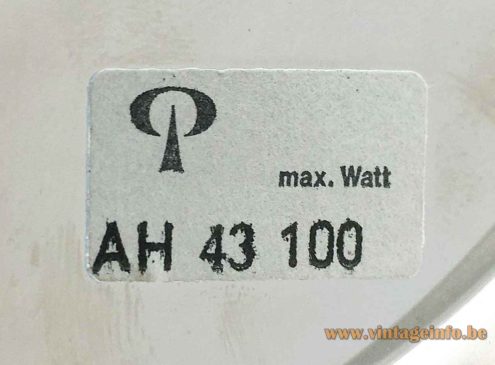 max. Watt
AH 43 100
www.vintageinfo.be